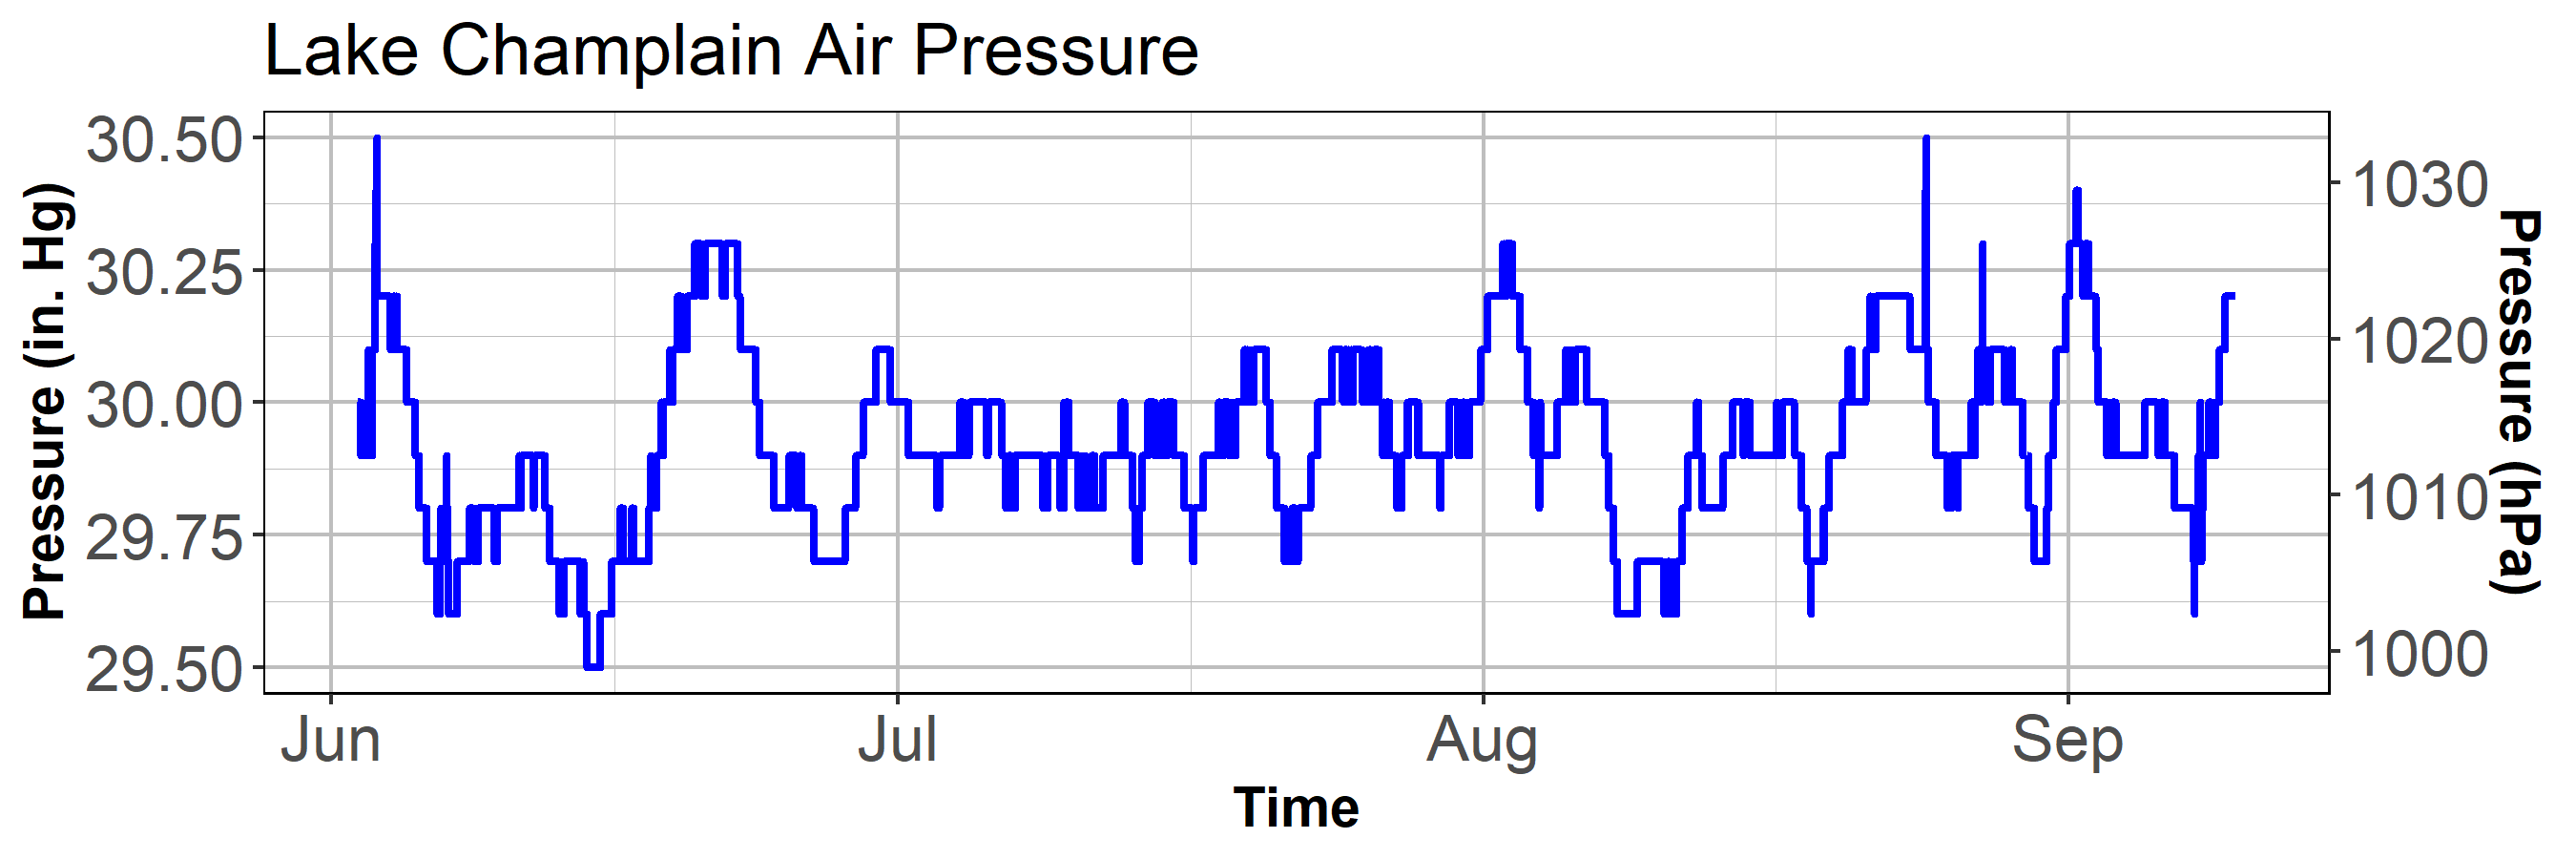 Lake Champlain Air Pressure
30.50
30.25
30.00
29.75
29.50
Pressure (in. Hg)
1030
1020
1010
1000
Pressure (hPa)
Jun Jul Aug Sep
Time